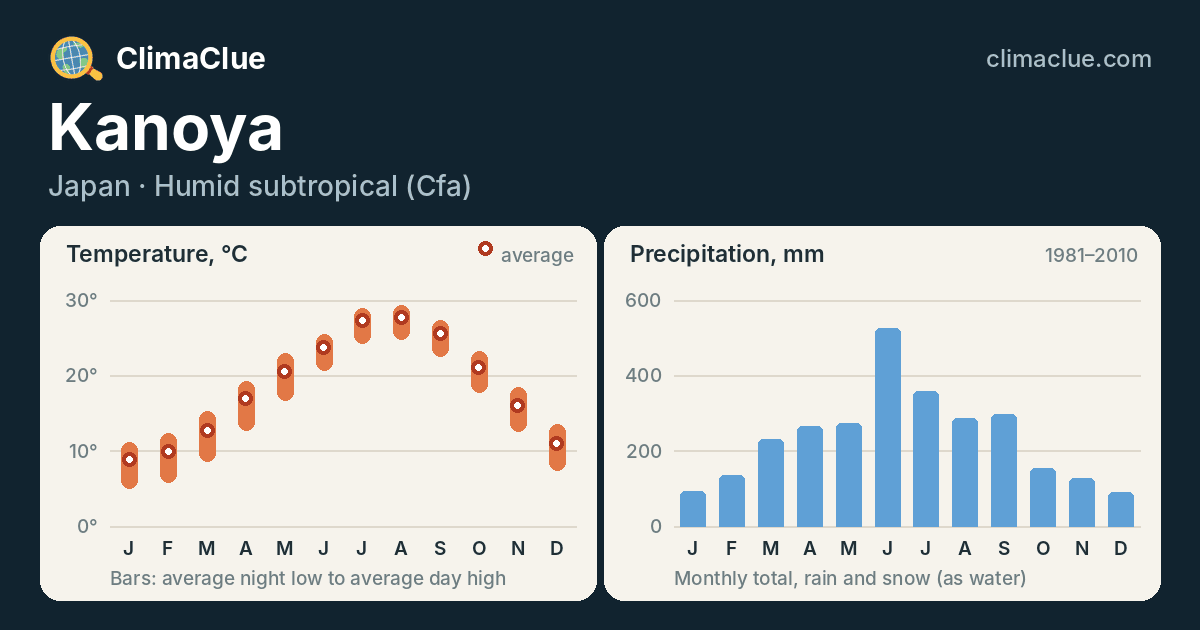 ClimaClue
climaclue.com
Kanoya
Japan · Humid subtropical (Cfa)
Temperature, °C
average
30°
20°
10°
0°
J F M A M J J A S O N D
Bars: average night low to average day high
Precipitation, mm
1981–2010
600
400
200
0
J F M A M J J A S O N D
Monthly total, rain and snow (as water)